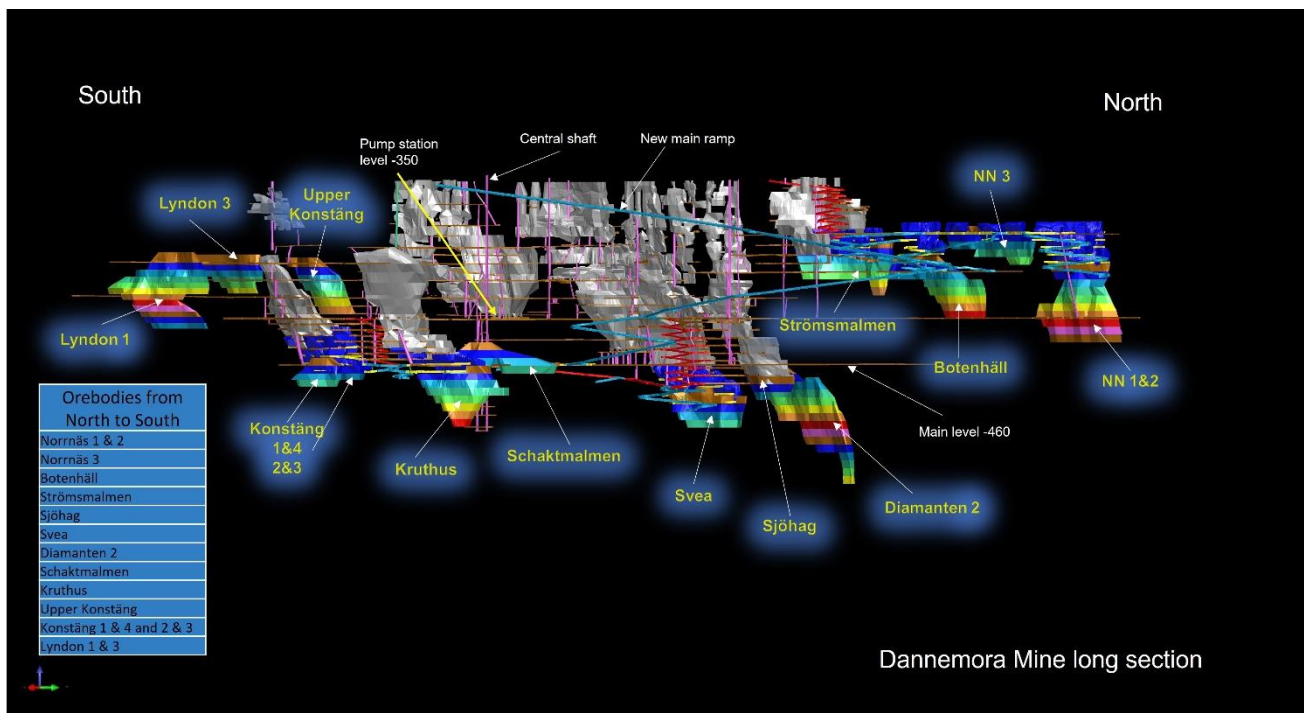 South
North
Pump station
level -350
Central shaft
New main ramp
Lyndon 3
Upper
Konstäng
NN 3
Lyndon 1
Strömsmalmen
Botenhäll
NN 1&2
Konstäng
1&4
2&3
Kruthus
Schaktmalmen
Svea
Sjöhag
Diamanten 2
Main level -460
Orebodies from
North to South
Norrnäs 1 & 2
Norrnäs 3
Botenhäll
Strömsmalmen
Sjöhag
Svea
Diamanten 2
Schaktmalmen
Kruthus
Upper Konstäng
Konstäng 1 & 4 and 2 & 3
Lyndon 1 & 3
Dannemora Mine long section